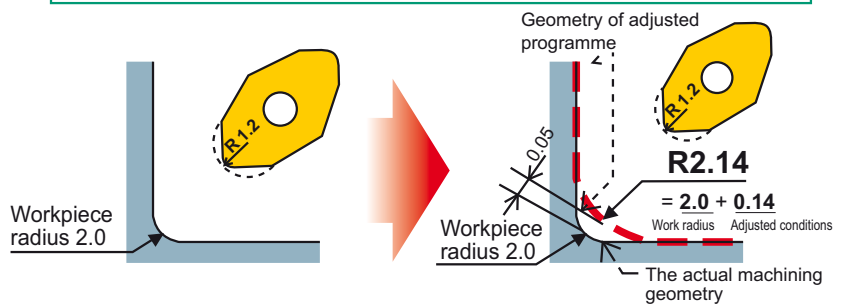 R1.2
Workpiece
radius 2.0
Geometry of adjusted
programme
R1.2
0.05
R2.14
= 2.0 + 0.14
Work radius Adjusted conditions
Workpiece
radius 2.0
The actual machining
geometry